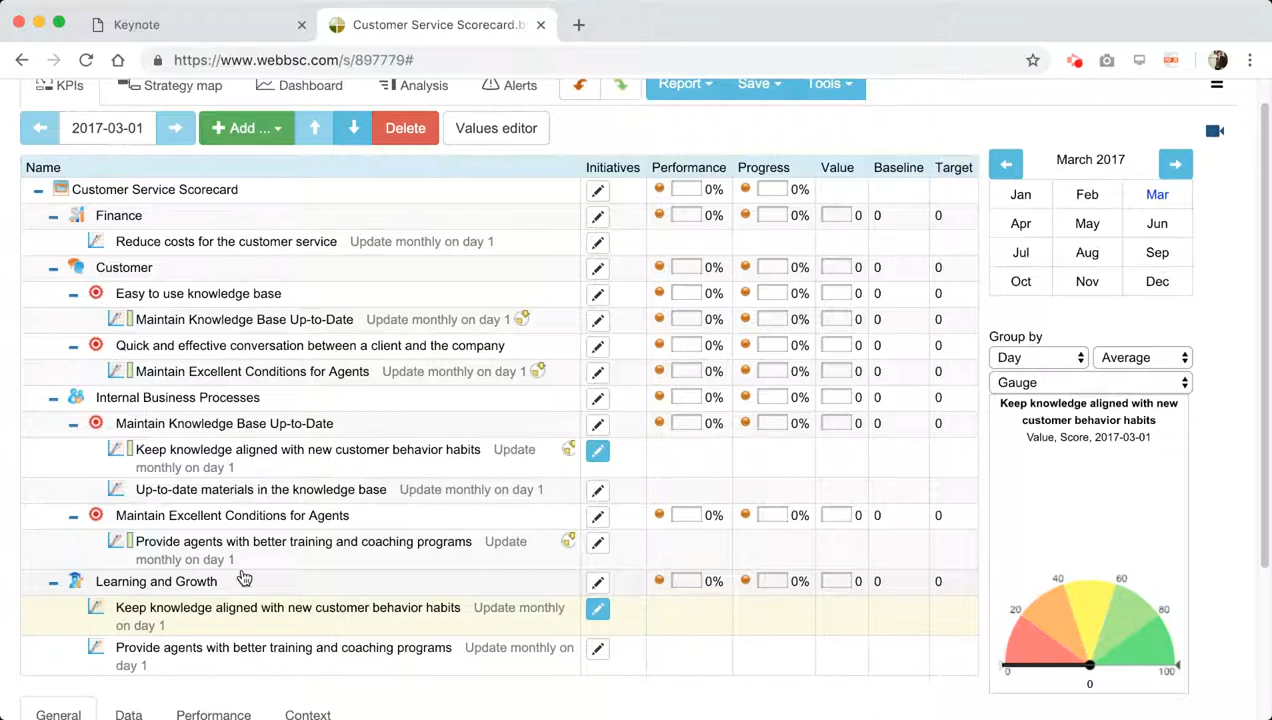 Keynote
Customer Service Scorecard.b
https://www.webbsc.com/s/897779#
KPIs Strategy map Dashboard Analysis Alerts Report Save Tools
2017-03-01 Add ... Delete Values editor
Name Initiatives Performance Progress Value Baseline Target
Customer Service Scorecard 0% 0%
Finance 0% 0% 0 0 0
Reduce costs for the customer service Update monthly on day 1
Customer 0% 0% 0 0 0
Easy to use knowledge base 0% 0% 0 0 0
Maintain Knowledge Base Up-to-Date Update monthly on day 1 0% 0% 0 0 0
Quick and effective conversation between a client and the company 0% 0% 0 0 0
Maintain Excellent Conditions for Agents Update monthly on day 1 0% 0% 0 0 0
Internal Business Processes 0% 0% 0 0 0
Maintain Knowledge Base Up-to-Date 0% 0% 0 0 0
Keep knowledge aligned with new customer behavior habits Update
monthly on day 1
Up-to-date materials in the knowledge base Update monthly on day 1
Maintain Excellent Conditions for Agents 0% 0% 0 0 0
Provide agents with better training and coaching programs Update
monthly on day 1
Learning and Growth 0% 0% 0 0 0
Keep knowledge aligned with new customer behavior habits Update monthly
on day 1
Provide agents with better training and coaching programs Update monthly on
day 1
General Data Performance Context
March 2017
Jan Feb Mar
Apr May Jun
Jul Aug Sep
Oct Nov Dec
Group by
Day Average
Gauge
Keep knowledge aligned with new
customer behavior habits
Value, Score, 2017-03-01
40 60
20 80
0 100
0